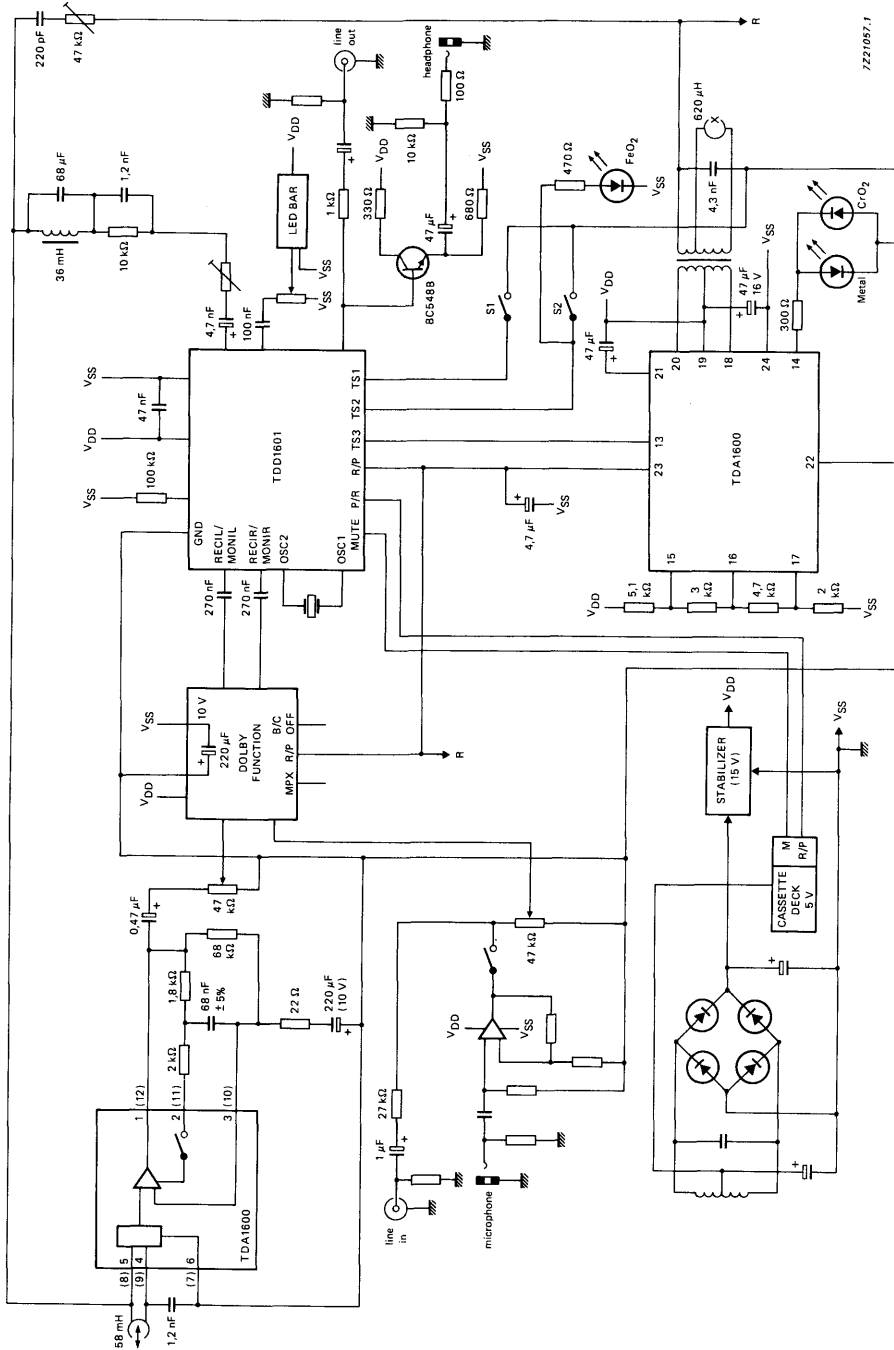 58 mH
1,2 nF
5
4
(8)
(9)
(7)
6
TDA1600
1 (12)
2 (11)
3 (10)
2 kΩ
1,8 kΩ
68 nF
± 5%
68
kΩ
0,47 µF
+
47
kΩ
22 Ω
220 µF
(10 V)
+
line
in
1 µF
+
27 kΩ
microphone
VDD
VSS
47 kΩ
VDD
VSS
+
220 µF
10 V
DOLBY
FUNCTION
MPX
R/P
B/C
OFF
R
270 nF
270 nF
GND
RECIL/
MONIL
RECIR/
MONIR
OSC2
OSC1
TDD1601
MUTE
P/R
R/P
TS3
TS2
TS1
VSS
100 kΩ
VDD
47 nF
VSS
4,7 nF
+
100 nF
VSS
VSS
LED BAR
VDD
36 mH
68 µF
10 kΩ
1,2 nF
220 pF
47 kΩ
1 kΩ
+
line
out
VDD
330 Ω
BC548B
47 µF
+
680 Ω
VSS
10 kΩ
100 Ω
headphone
S1
S2
470 Ω
FeO2
VSS
4,7 µF
+
VSS
CASSETTE
DECK
5 V
M
R/P
STABILIZER
(15 V)
VDD
VSS
+
+
VDD
5,1
kΩ
3
kΩ
4,7
kΩ
2
kΩ
VSS
15
16
17
23
13
TDA1600
22
21
20
19
18
24
14
47 µF
+
VDD
+
47 µF
16 V
VSS
300 Ω
Metal
CrO2
4,3 nF
620 µH
X
R
7Z21057.1